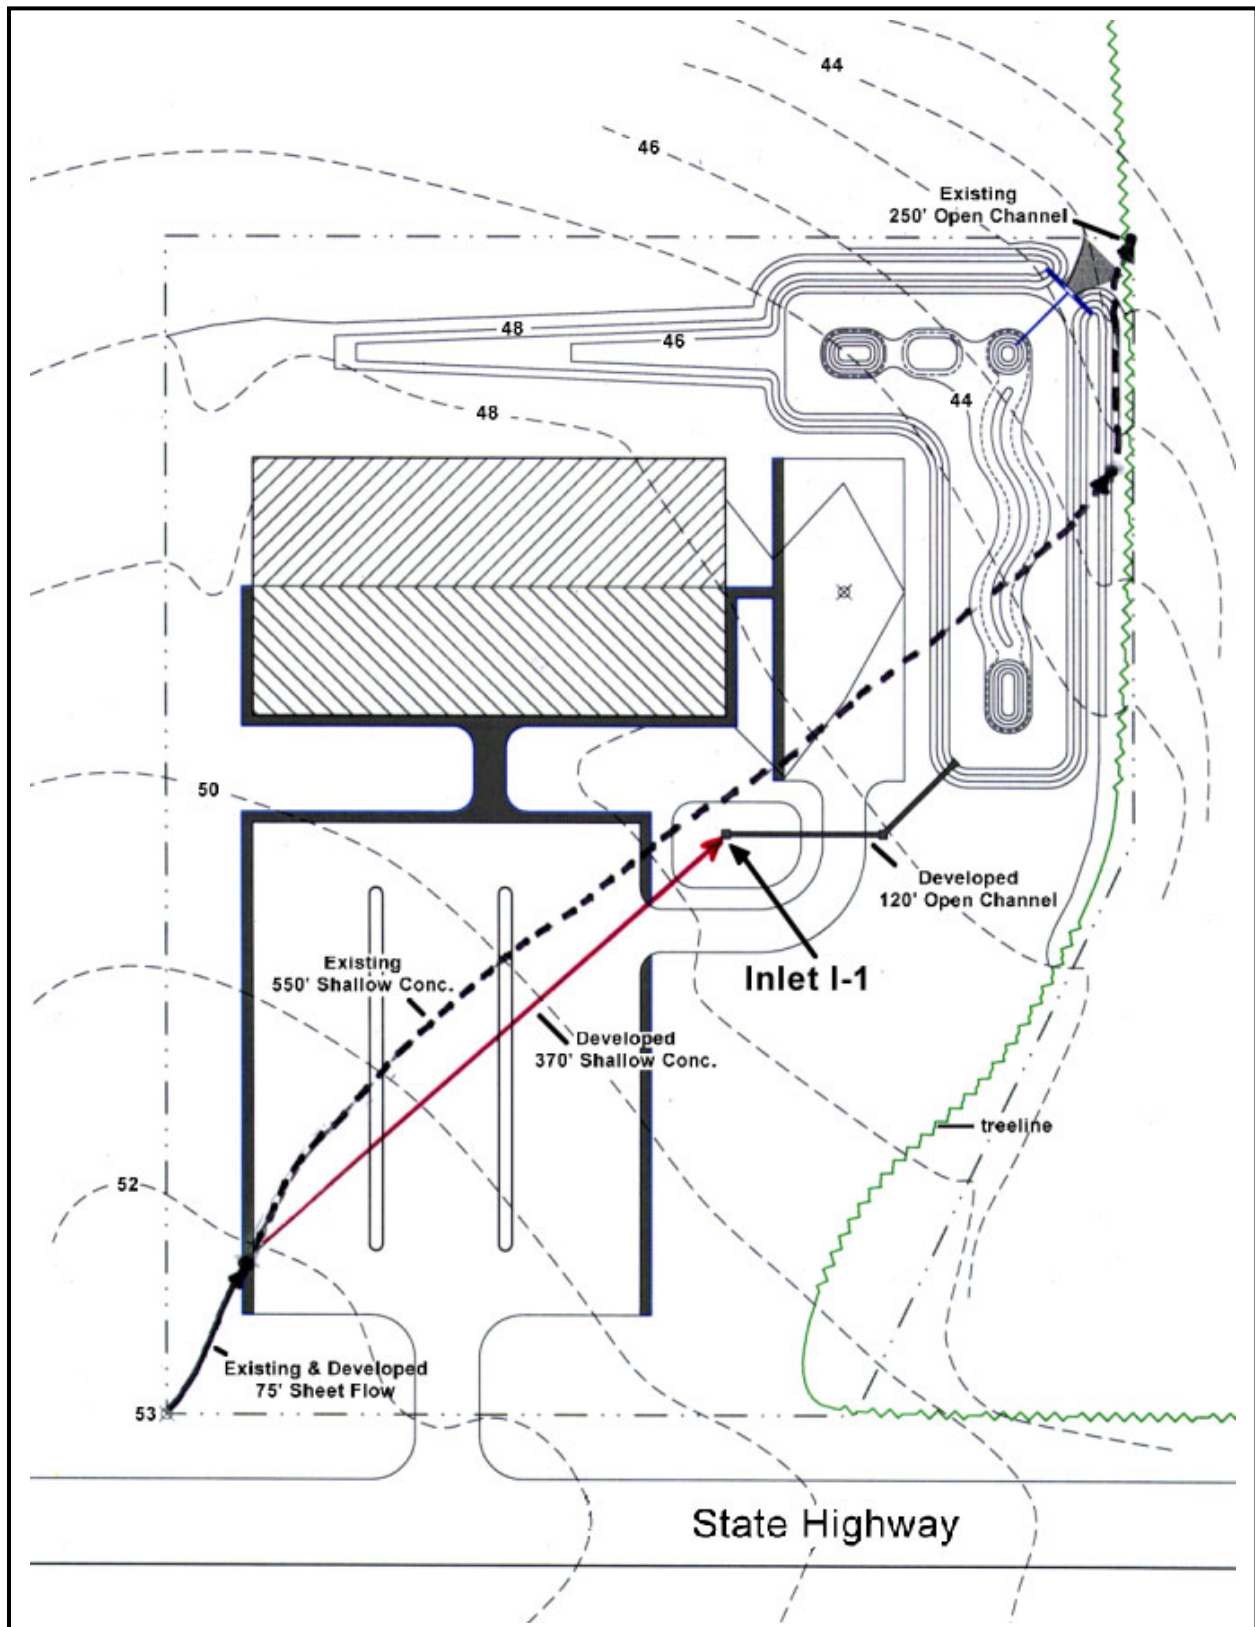 44
46
Existing
250' Open Channel
48
46
48
44
50
Developed
120' Open Channel
Inlet I-1
Existing
550' Shallow Conc.
Developed
370' Shallow Conc.
treeline
52
Existing & Developed
75' Sheet Flow
53
State Highway